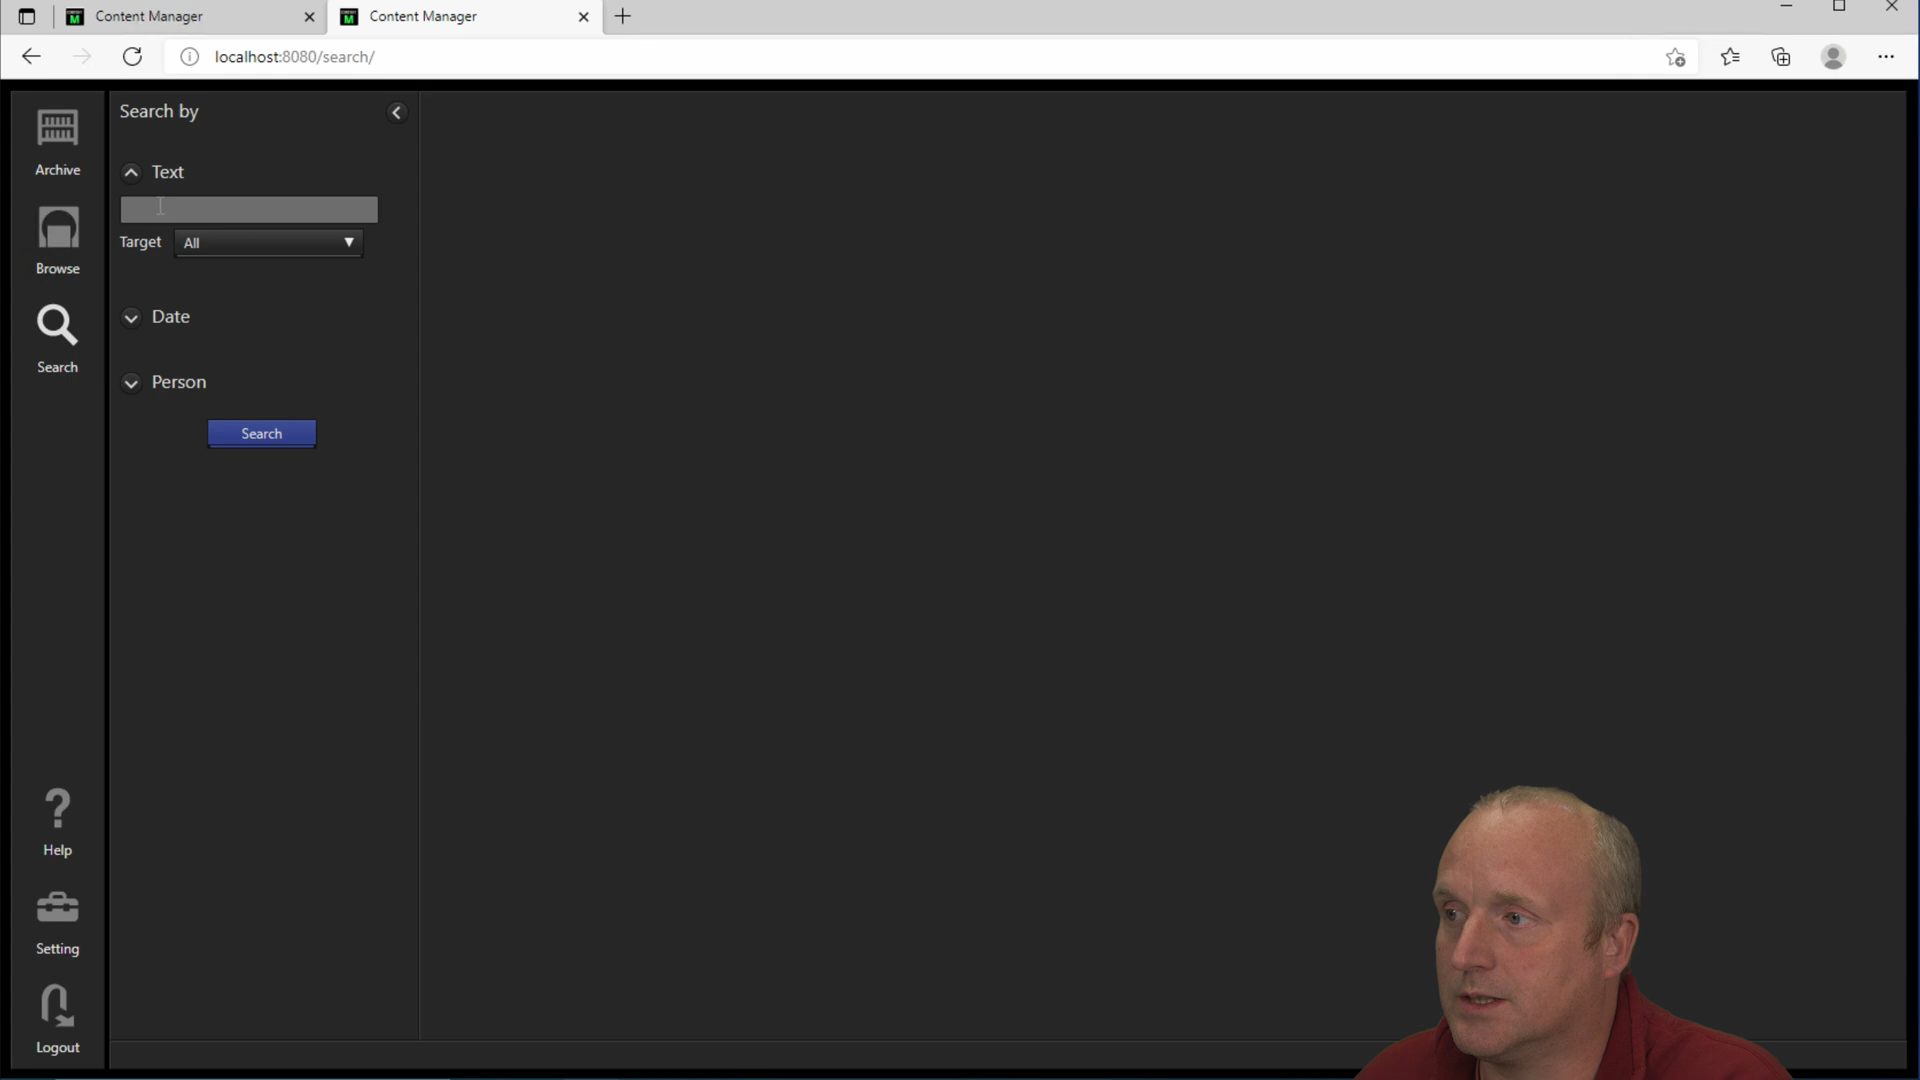 Content Manager
Content Manager
localhost:8080/search/
Archive
Browse
Search
Help
Setting
Logout
Search by
Text
Target All
Date
Person
Search